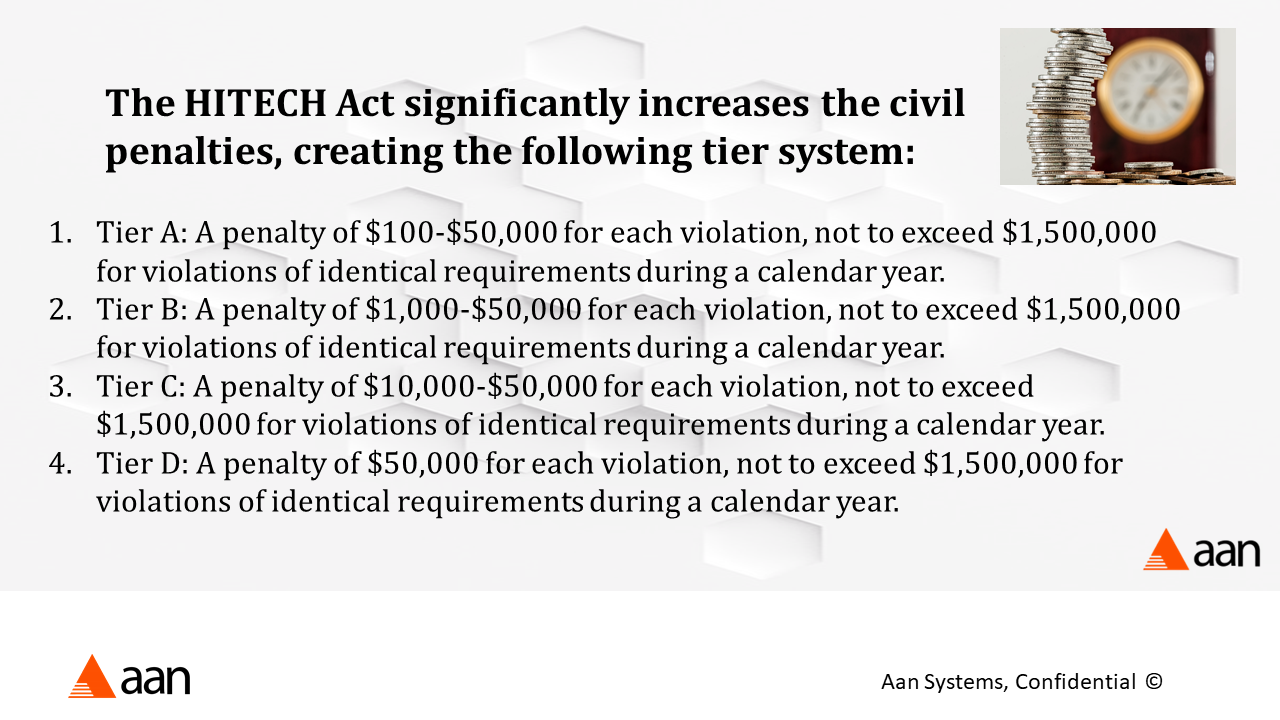 The HITECH Act significantly increases the civil
penalties, creating the following tier system:
1. Tier A: A penalty of $100-$50,000 for each violation, not to exceed $1,500,000
for violations of identical requirements during a calendar year.
2. Tier B: A penalty of $1,000-$50,000 for each violation, not to exceed $1,500,000
for violations of identical requirements during a calendar year.
3. Tier C: A penalty of $10,000-$50,000 for each violation, not to exceed
$1,500,000 for violations of identical requirements during a calendar year.
4. Tier D: A penalty of $50,000 for each violation, not to exceed $1,500,000 for
violations of identical requirements during a calendar year.
aan
aan
Aan Systems, Confidential ©